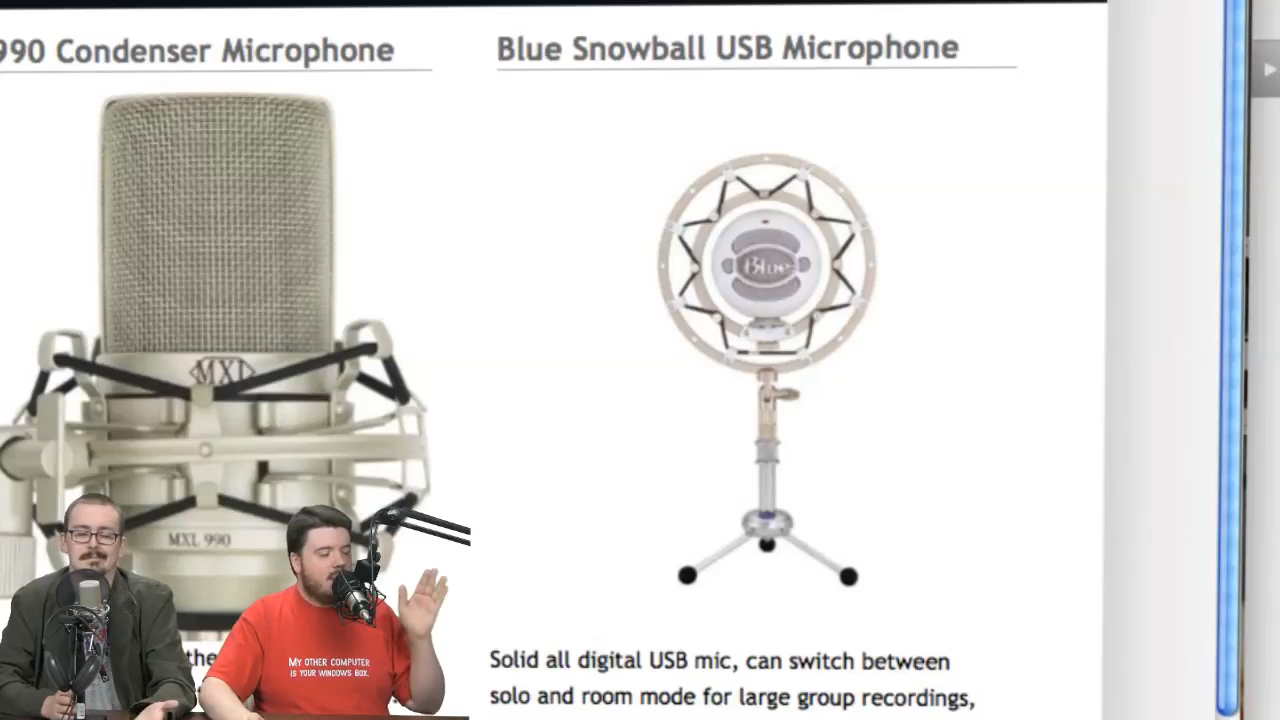 990 Condenser Microphone
Blue Snowball USB Microphone
MXL
Blue
MXL 990
MY OTHER COMPUTER
IS YOUR WINDOWS BOX.
the
Solid all digital USB mic, can switch between
solo and room mode for large group recordings,